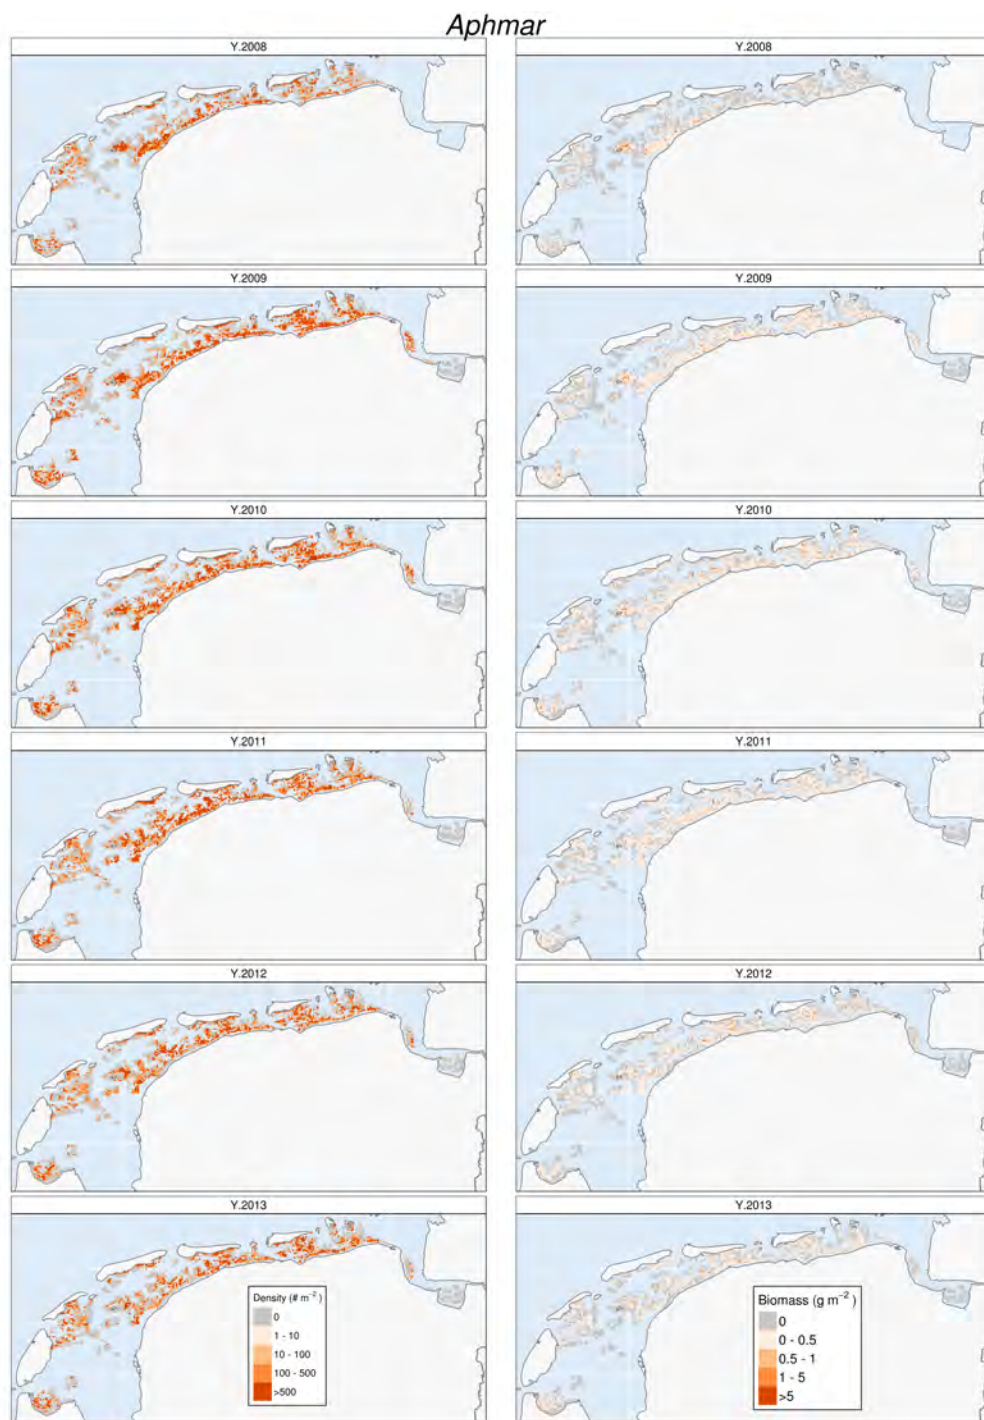 Aphmar
Y.2008
Y.2008
Y.2009
Y.2009
Y.2010
Y.2010
Y.2011
Y.2011
Y.2012
Y.2012
Y.2013
Y.2013
Density (# m⁻²)
0
1 - 10
10 - 100
100 - 500
>500
Biomass (g m⁻²)
0
0 - 0.5
0.5 - 1
1 - 5
>5